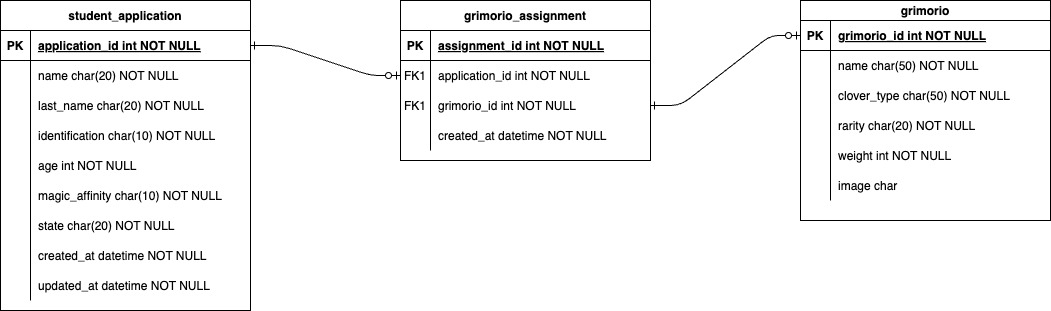 student_application
PK application_id int NOT NULL
name char(20) NOT NULL
last_name char(20) NOT NULL
identification char(10) NOT NULL
age int NOT NULL
magic_affinity char(10) NOT NULL
state char(20) NOT NULL
created_at datetime NOT NULL
updated_at datetime NOT NULL
grimorio_assignment
PK assignment_id int NOT NULL
FK1 application_id int NOT NULL
FK1 grimorio_id int NOT NULL
created_at datetime NOT NULL
grimorio
PK grimorio_id int NOT NULL
name char(50) NOT NULL
clover_type char(50) NOT NULL
rarity char(20) NOT NULL
weight int NOT NULL
image char